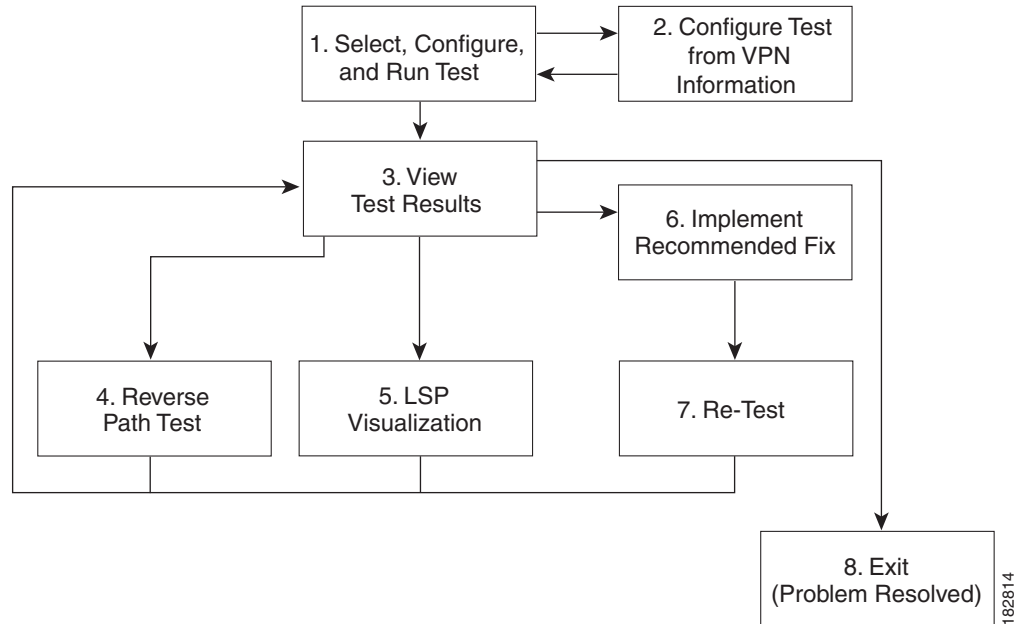 1. Select, Configure,
and Run Test
2. Configure Test
from VPN
Information
3. View
Test Results
6. Implement
Recommended Fix
4. Reverse
Path Test
5. LSP
Visualization
7. Re-Test
8. Exit
(Problem Resolved)
182814